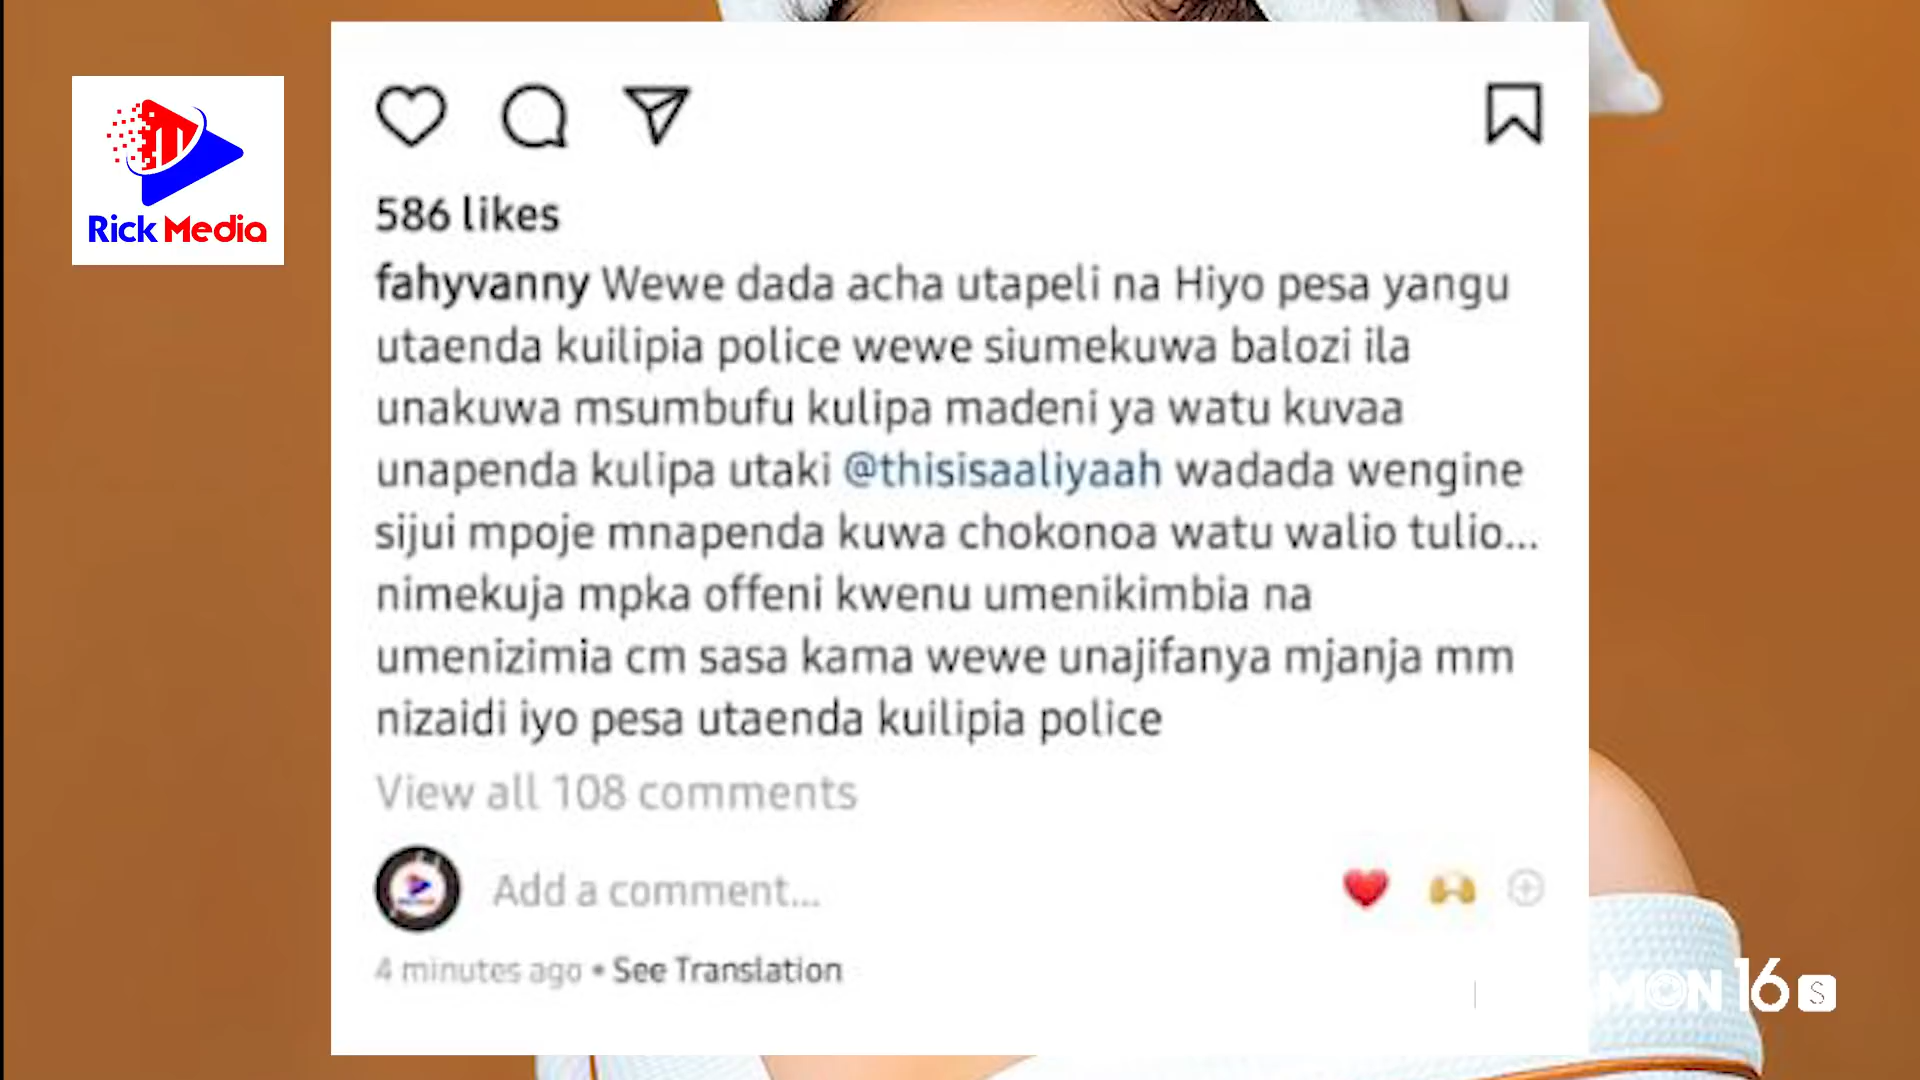 Rick Media
586 likes
fahyvanny Wewe dada acha utapeli na Hiyo pesa yangu
utaenda kuilipia police wewe siumekuwa balozi ila
unakuwa msumbufu kulipa madeni ya watu kuvaa
unapenda kulipa utaki @thisisaaliyaah wadada wengine
sijui mpoje mnapenda kuwa chokonoa watu walio tulio...
nimekuja mpka offeni kwenu umenikimbia na
umenizimia cm sasa kama wewe unajifanya mjanja mm
nizaidi iyo pesa utaenda kuilipia police
View all 108 comments
Add a comment...
4 minutes ago • See Translation
MON 16 S